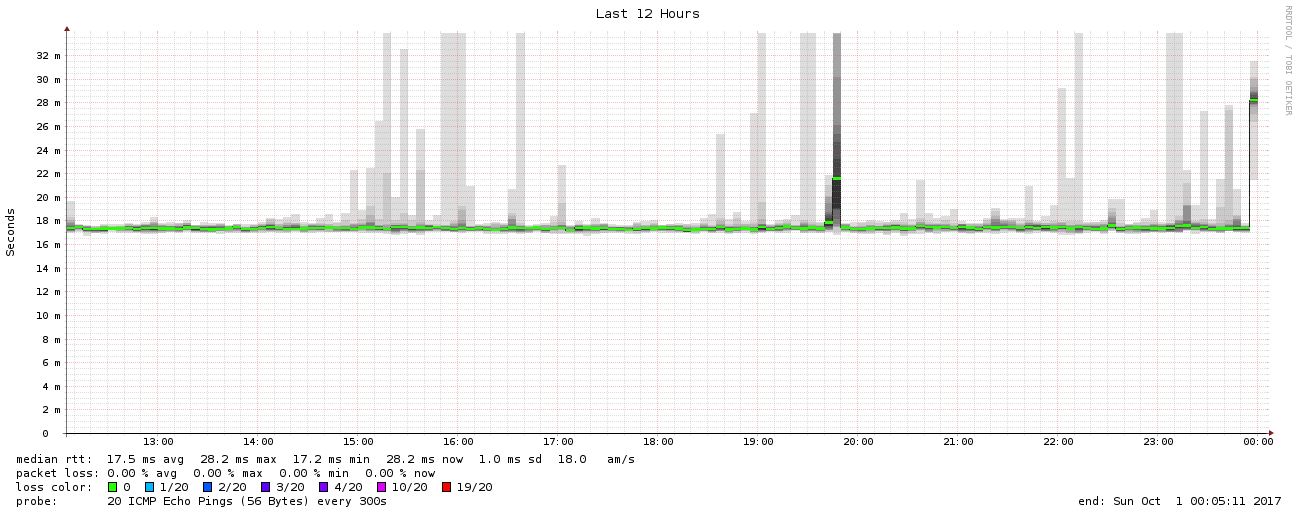 Last 12 Hours
RRDTOOL / TOBI OETIKER
Seconds
32 m
30 m
28 m
26 m
24 m
22 m
20 m
18 m
16 m
14 m
12 m
10 m
8 m
6 m
4 m
2 m
0
13:00 14:00 15:00 16:00 17:00 18:00 19:00 20:00 21:00 22:00 23:00 00:00
median rtt: 17.5 ms avg 28.2 ms max 17.2 ms min 28.2 ms now 1.0 ms sd 18.0 am/s
packet loss: 0.00 % avg 0.00 % max 0.00 % min 0.00 % now
loss color: 0 1/20 2/20 3/20 4/20 10/20 19/20
probe: 20 ICMP Echo Pings (56 Bytes) every 300s end: Sun Oct 1 00:05:11 2017